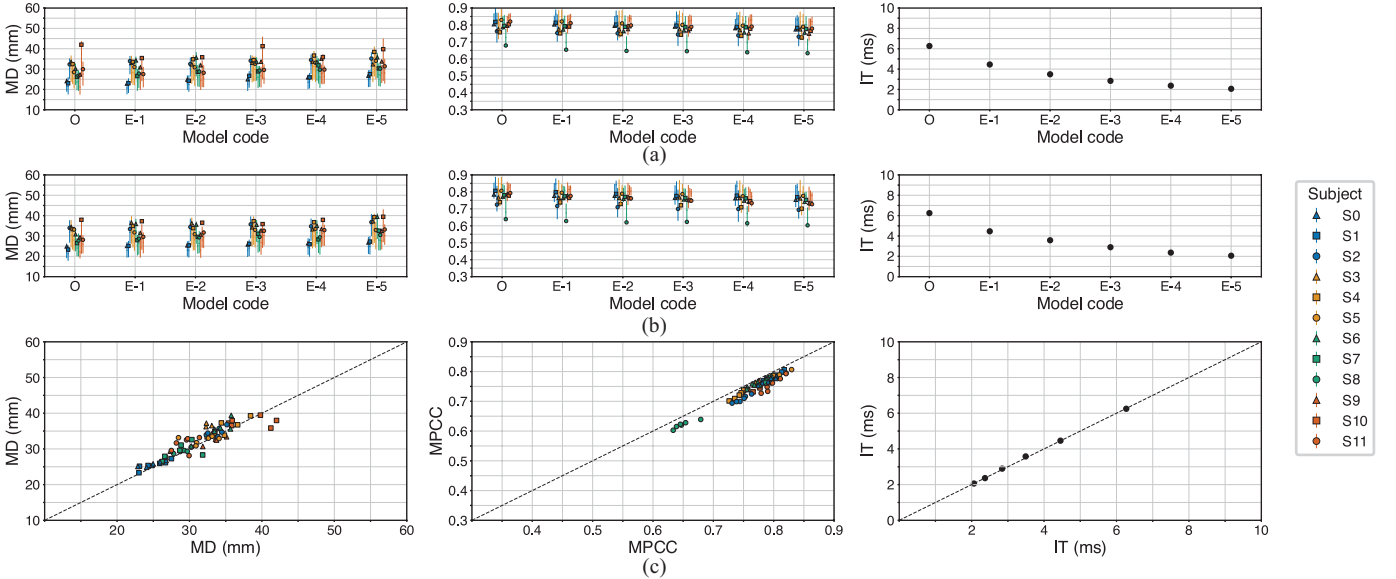 MD (mm)
60
50
40
30
20
10
O E-1 E-2 E-3 E-4 E-5
Model code
0.9
0.8
0.7
0.6
0.5
0.4
0.3
O E-1 E-2 E-3 E-4 E-5
Model code
IT (ms)
10
8
6
4
2
0
O E-1 E-2 E-3 E-4 E-5
Model code
(a)
MD (mm)
60
50
40
30
20
10
O E-1 E-2 E-3 E-4 E-5
Model code
0.9
0.8
0.7
0.6
0.5
0.4
0.3
O E-1 E-2 E-3 E-4 E-5
Model code
IT (ms)
10
8
6
4
2
0
O E-1 E-2 E-3 E-4 E-5
Model code
(b)
MD (mm)
60
50
40
30
20
10
20 30 40 50 60
MD (mm)
MPCC
0.9
0.8
0.7
0.6
0.5
0.4
0.3
0.4 0.5 0.6 0.7 0.8 0.9
MPCC
IT (ms)
10
8
6
4
2
0
2 4 6 8 10
IT (ms)
(c)
Subject
S0
S1
S2
S3
S4
S5
S6
S7
S8
S9
S10
S11